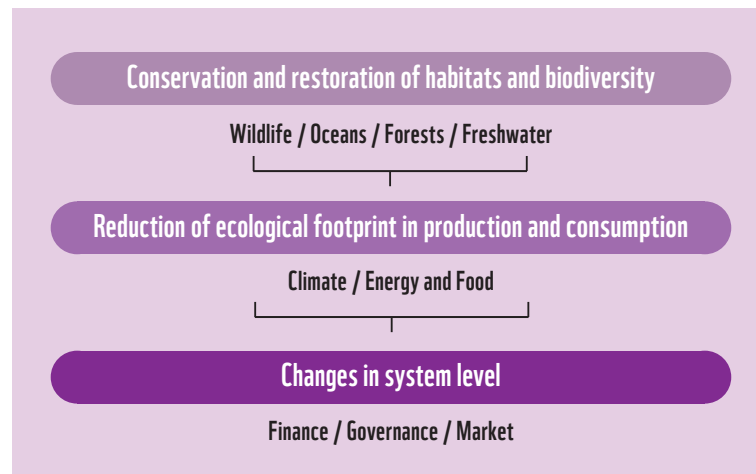 Conservation and restoration of habitats and biodiversity
Wildlife / Oceans / Forests / Freshwater
Reduction of ecological footprint in production and consumption
Climate / Energy and Food
Changes in system level
Finance / Governance / Market